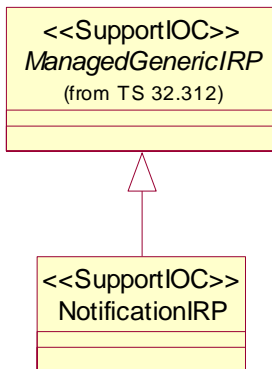 <<SupportIOC>>
ManagedGenericIRP
(from TS 32.312)
<<SupportIOC>>
NotificationIRP